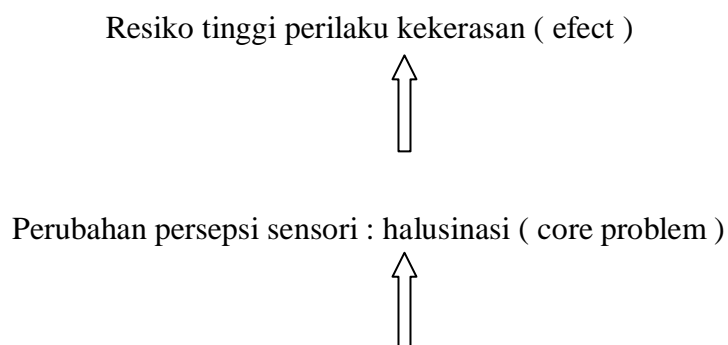 Resiko tinggi perilaku kekerasan ( efect )
Perubahan persepsi sensori : halusinasi ( core problem )